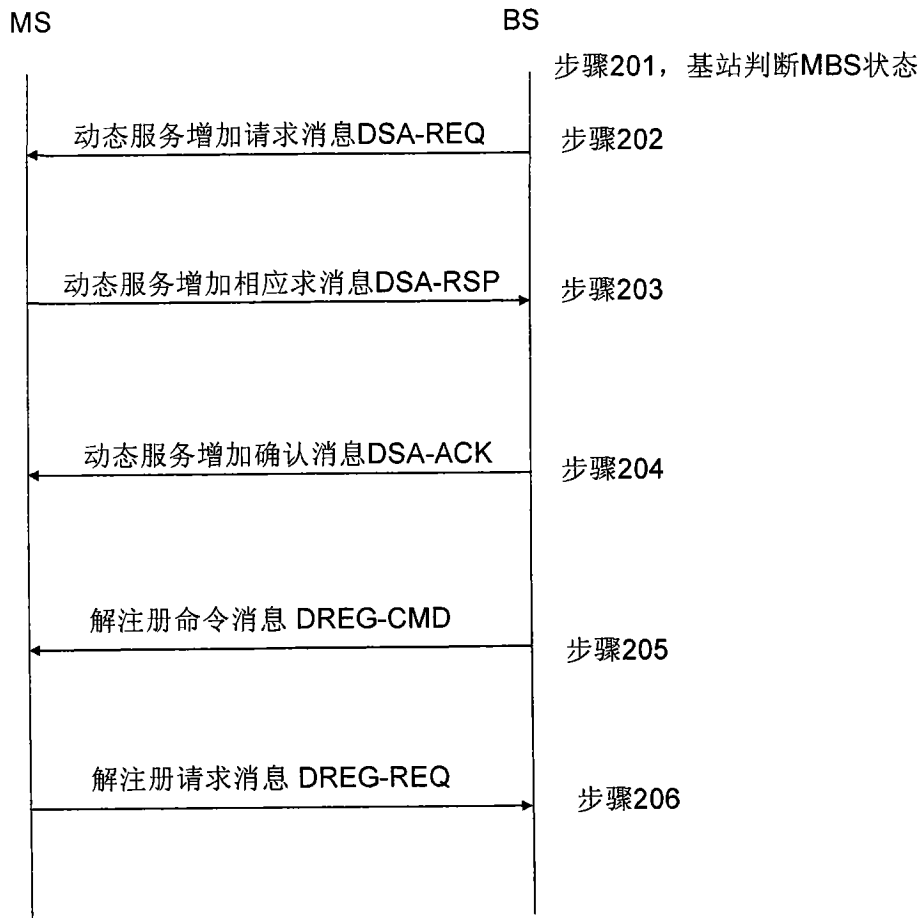 MS
BS
步骤201，基站判断MBS状态
动态服务增加请求消息DSA-REQ
步骤202
动态服务增加相应求消息DSA-RSP
步骤203
动态服务增加确认消息DSA-ACK
步骤204
解注册命令消息 DREG-CMD
步骤205
解注册请求消息 DREG-REQ
步骤206